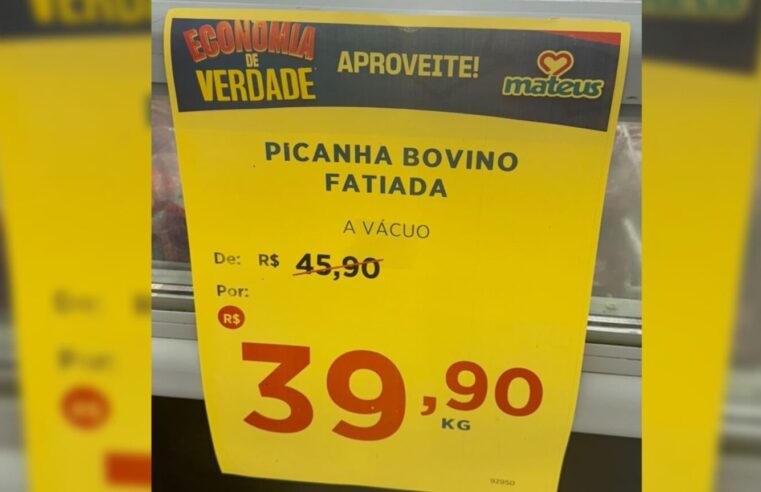 ECONOMIA
DE
VERDADE
APROVEITE!
mateus
PICANHA BOVINO
FATIADA
A VÁCUO
De: R$ 45,90
Por:
R$
39,90
KG
92950